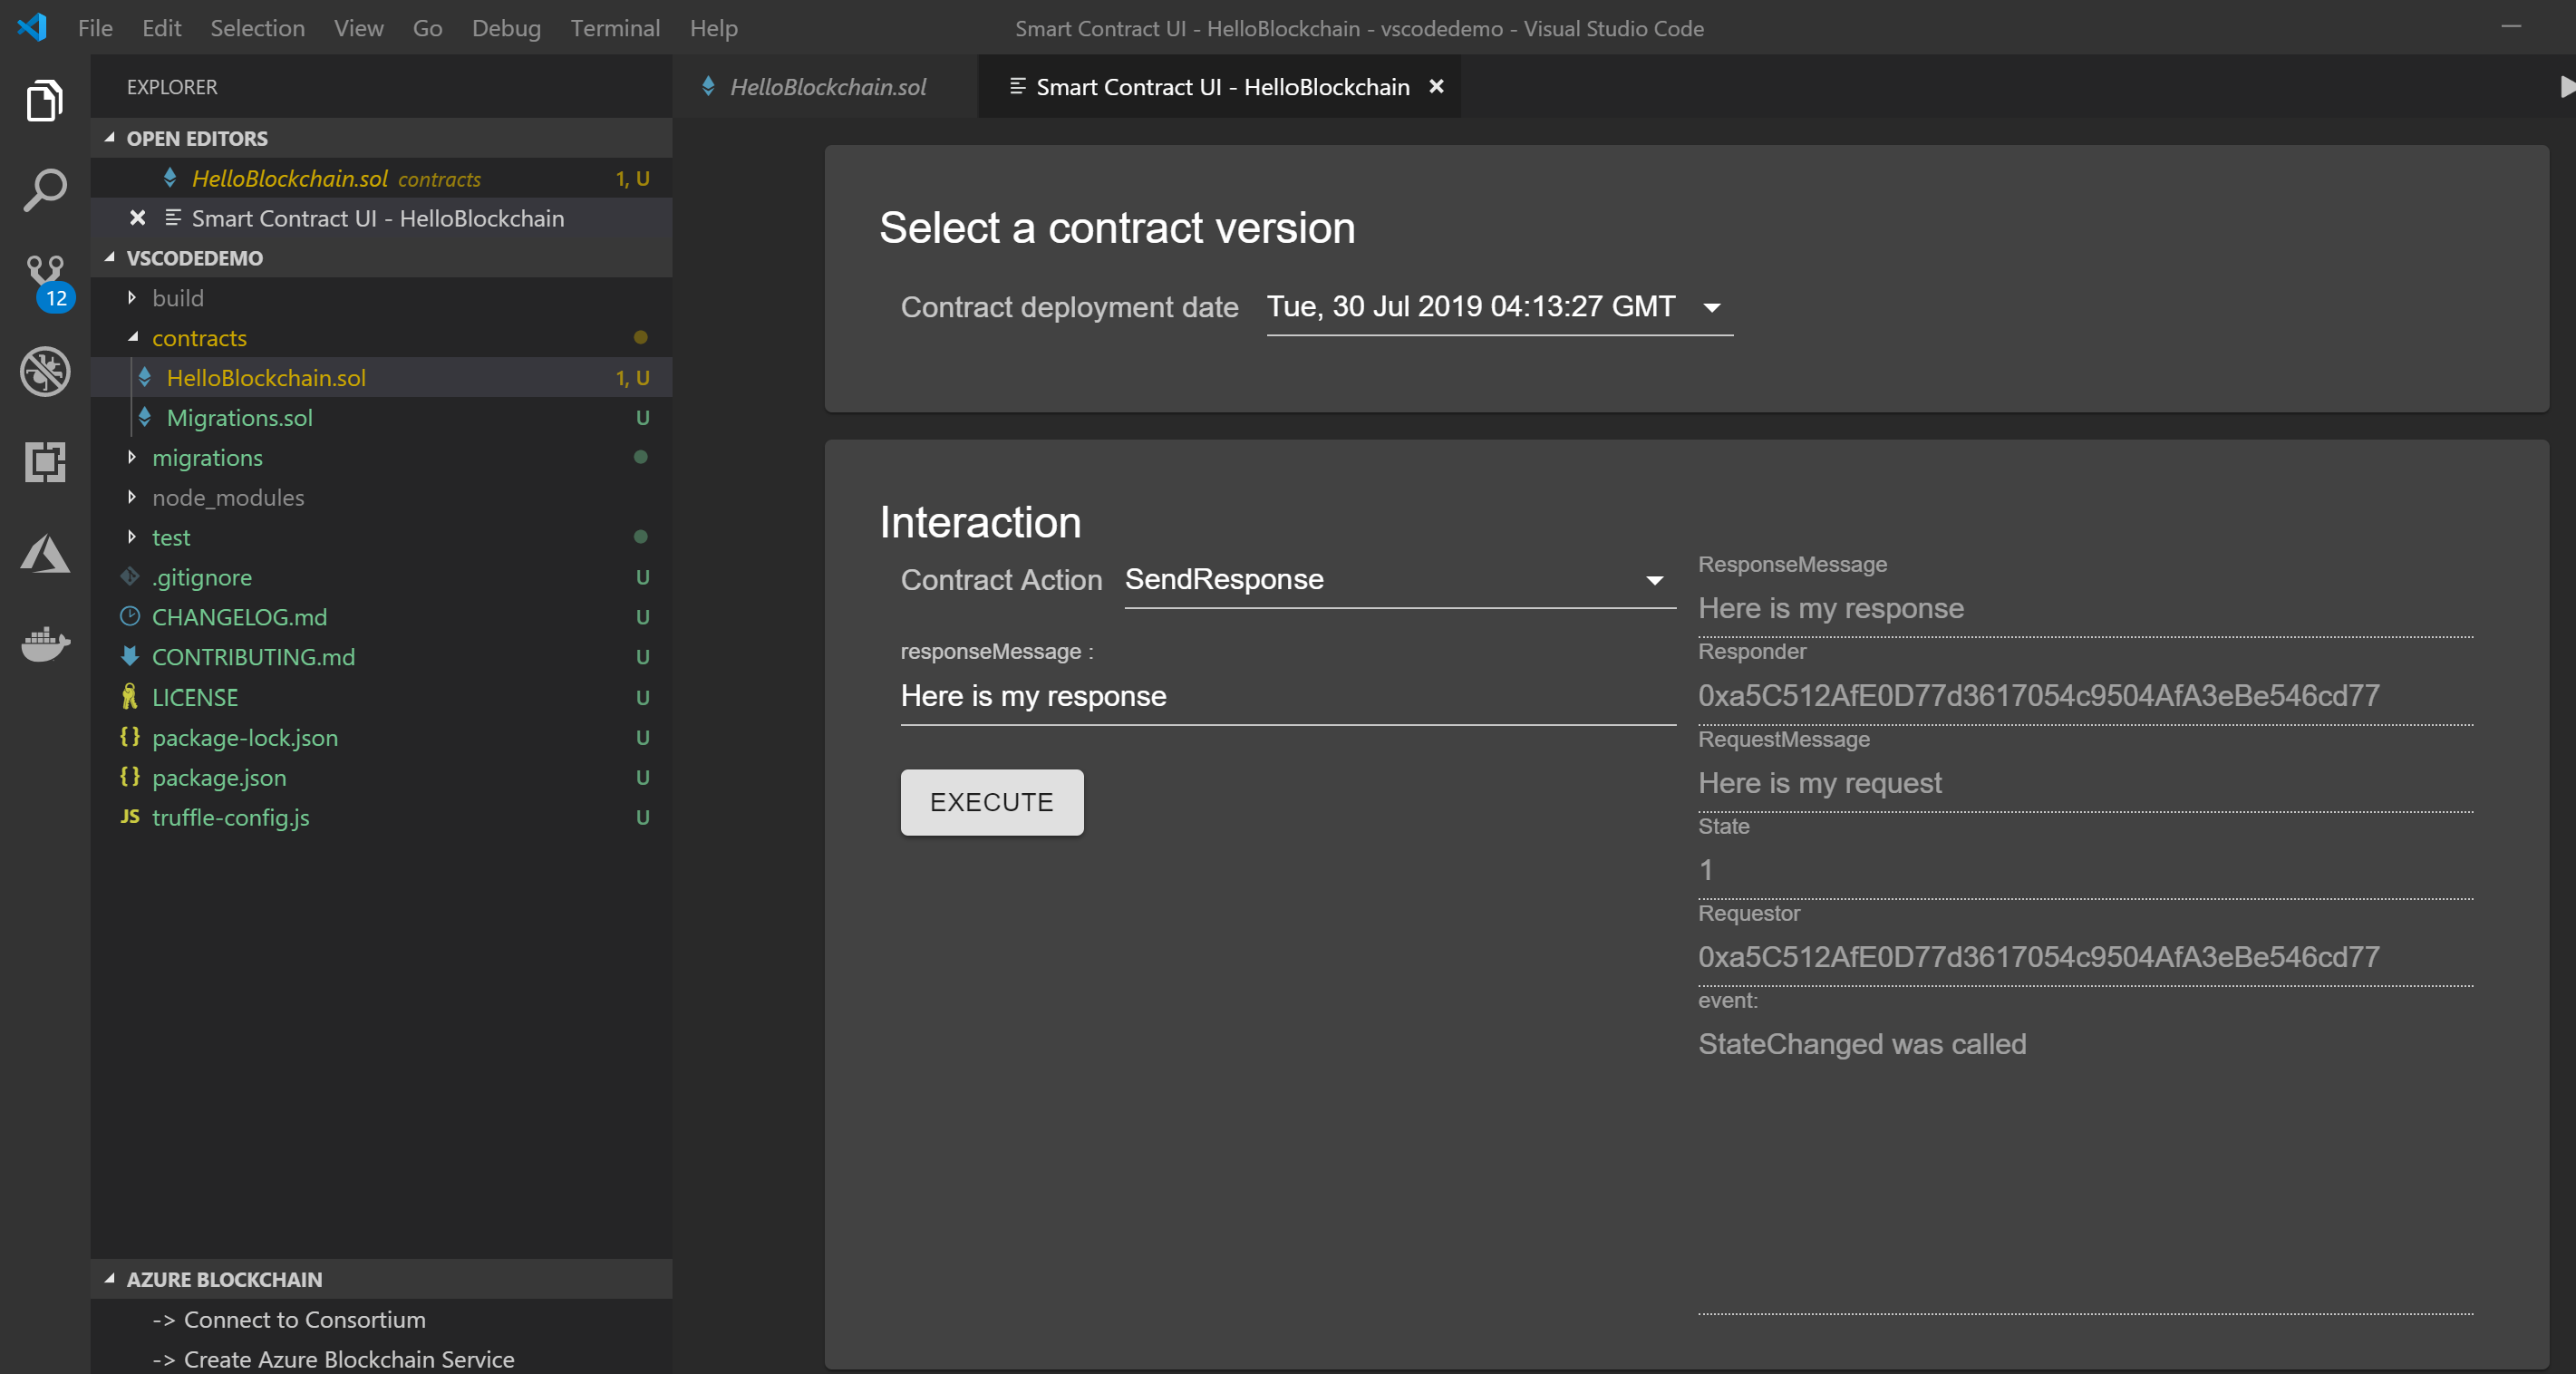 File Edit Selection View Go Debug Terminal Help
Smart Contract UI - HelloBlockchain - vscodedemo - Visual Studio Code
EXPLORER
OPEN EDITORS
HelloBlockchain.sol contracts 1, U
Smart Contract UI - HelloBlockchain
VSCODEDEMO
build
contracts
HelloBlockchain.sol 1, U
Migrations.sol U
migrations
node_modules
test
.gitignore U
CHANGELOG.md U
CONTRIBUTING.md U
LICENSE U
{} package-lock.json U
{} package.json U
JS truffle-config.js U
12
AZURE BLOCKCHAIN
-> Connect to Consortium
-> Create Azure Blockchain Service
HelloBlockchain.sol
Smart Contract UI - HelloBlockchain
Select a contract version
Contract deployment date Tue, 30 Jul 2019 04:13:27 GMT
Interaction
Contract Action SendResponse
responseMessage :
Here is my response
EXECUTE
ResponseMessage
Here is my response
Responder
0xa5C512AfE0D77d3617054c9504AfA3eBe546cd77
RequestMessage
Here is my request
State
1
Requestor
0xa5C512AfE0D77d3617054c9504AfA3eBe546cd77
event:
StateChanged was called